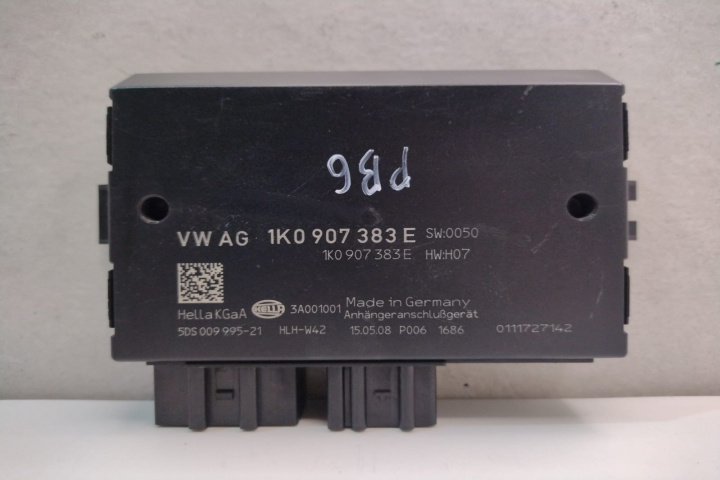 PB6
VW AG 1K0 907 383 E SW:0050
1K0 907 383 E HW:H07
Hella KGaA HELLA 3A001001 Made in Germany
Anhängeranschlußgerät
5DS 009 995-21 HLH-W42 15.05.08 P006 1686 0111727142